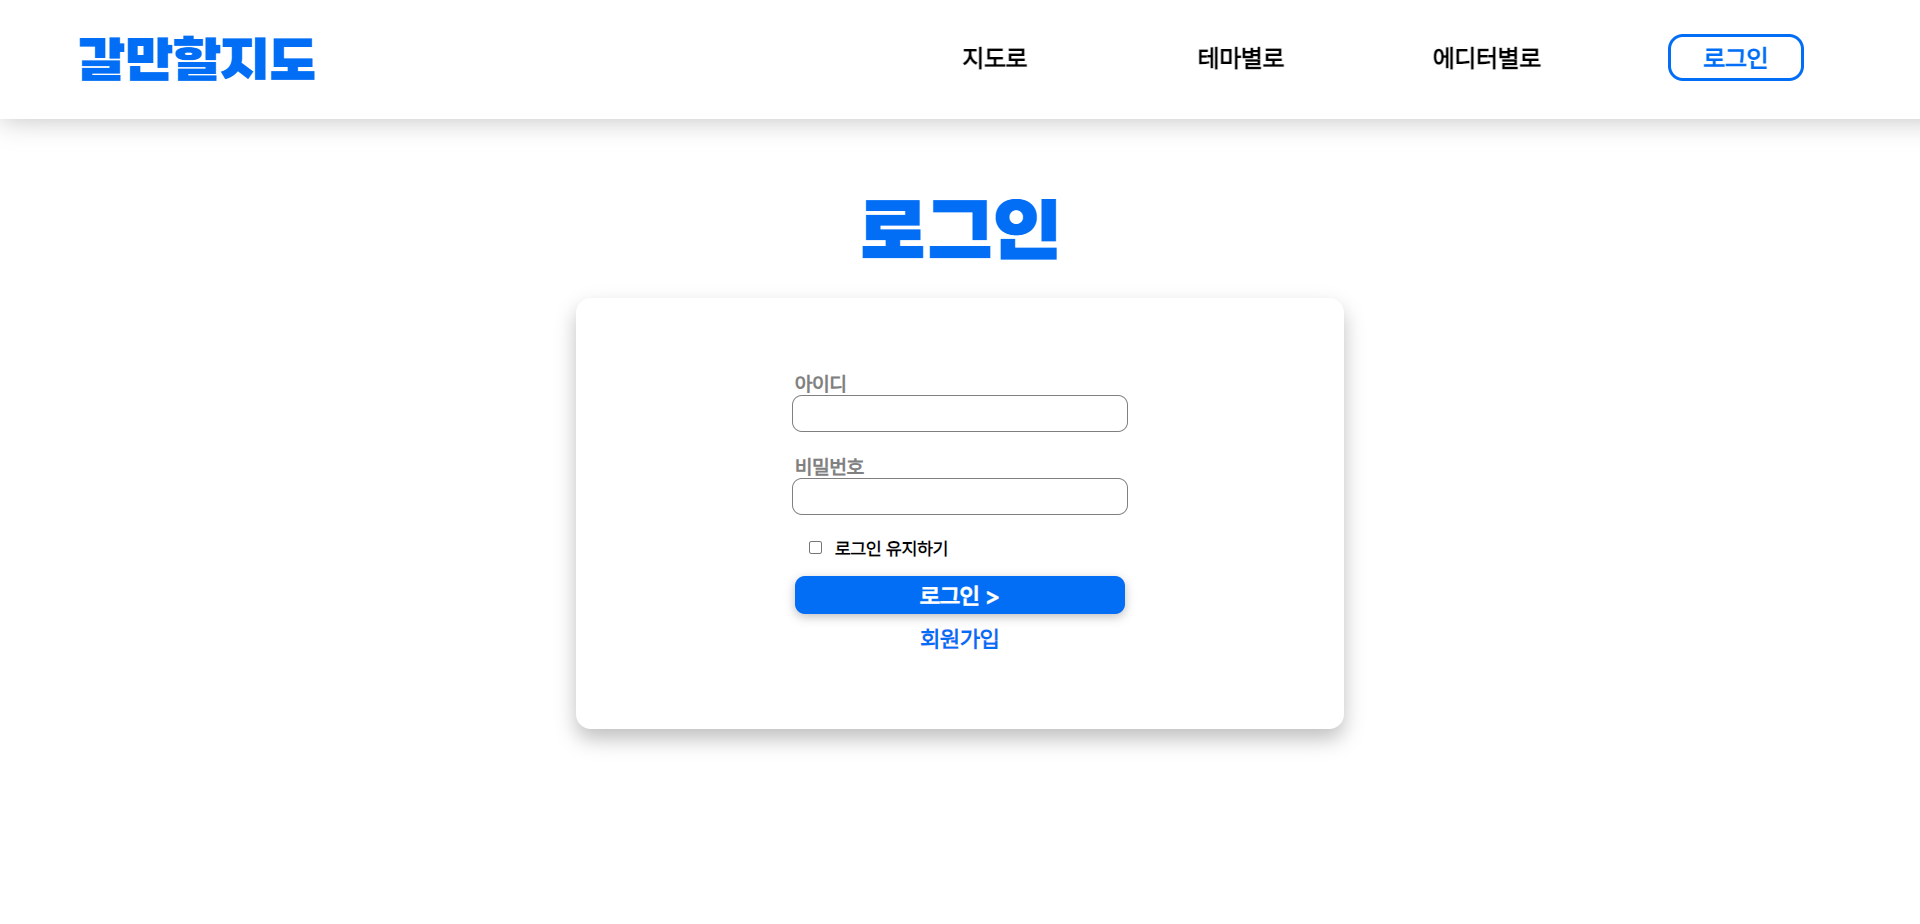 갈만할지도
지도로
테마별로
에디터별로
로그인
로그인
아이디
비밀번호
로그인 유지하기
로그인 >
회원가입